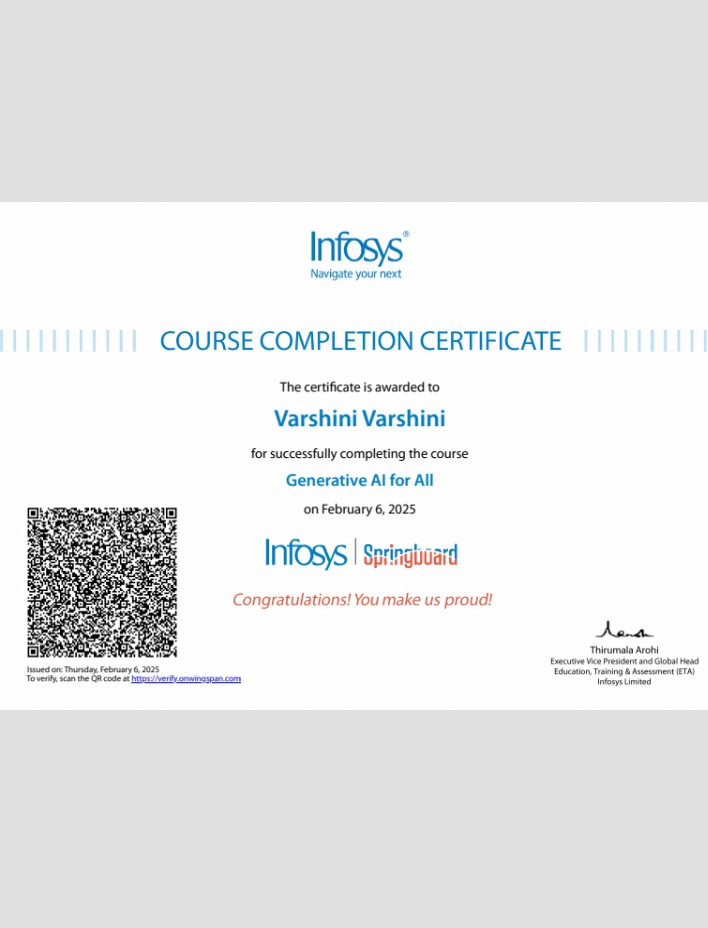 Infosys®
Navigate your next
COURSE COMPLETION CERTIFICATE
The certificate is awarded to
Varshini Varshini
for successfully completing the course
Generative AI for All
on February 6, 2025
Infosys | Springboard
Congratulations! You make us proud!
Issued on: Thursday, February 6, 2025
To verify, scan the QR code at https://verify.onwingspan.com
Thirumala Arohi
Executive Vice President and Global Head
Education, Training & Assessment (ETA)
Infosys Limited